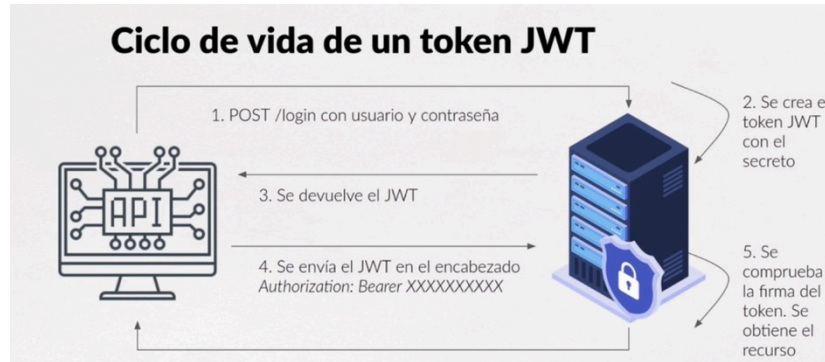 Ciclo de vida de un token JWT
1. POST /login con usuario y contraseña
2. Se crea e
token JWT
con el
secreto
3. Se devuelve el JWT
API
4. Se envía el JWT en el encabezado
Authorization: Bearer XXXXXXXXXX
5. Se
comprueba
la firma del
token. Se
obtiene el
recurso